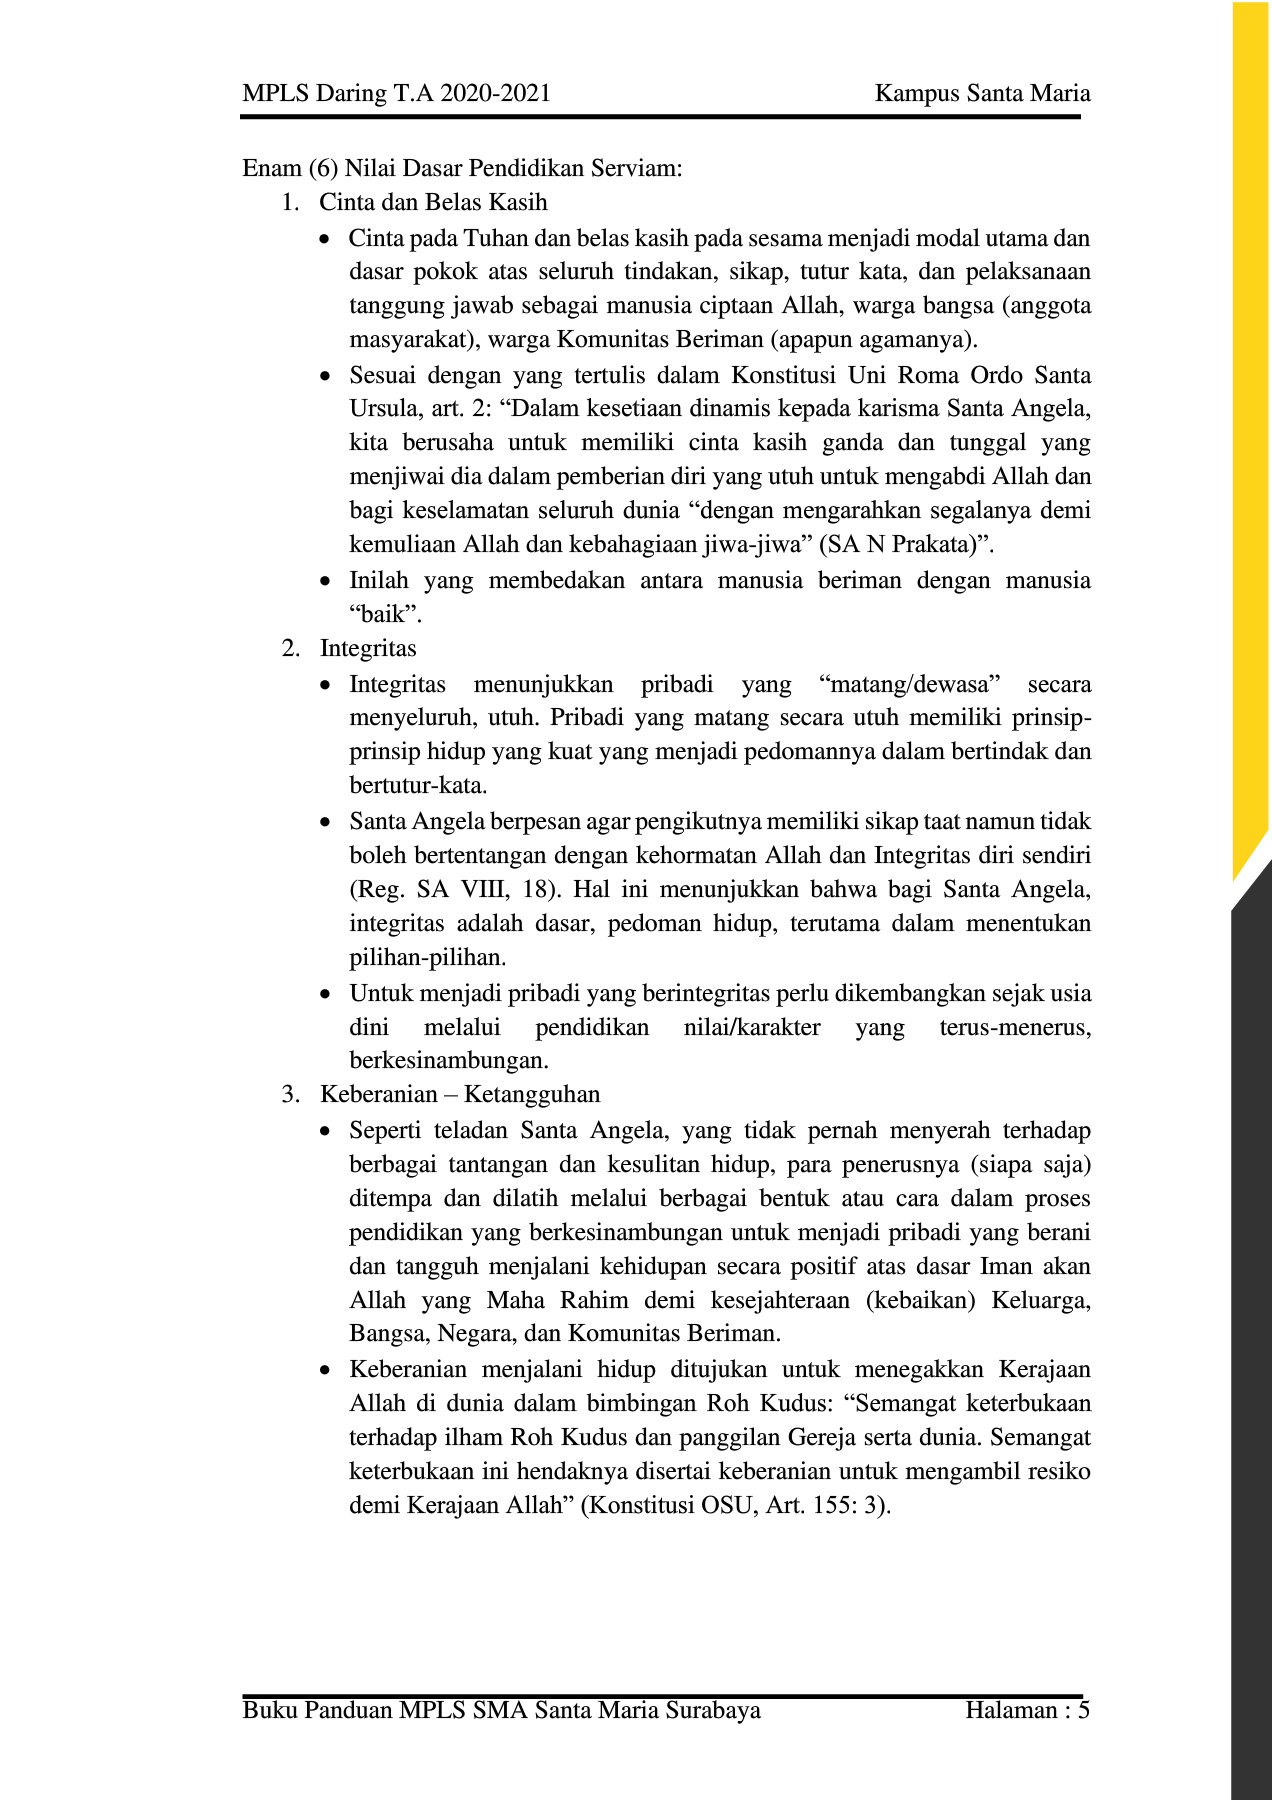 MPLS Daring T.A 2020-2021 Kampus Santa Maria
Enam (6) Nilai Dasar Pendidikan Serviam:
1. Cinta dan Belas Kasih
• Cinta pada Tuhan dan belas kasih pada sesama menjadi modal utama dan
dasar pokok atas seluruh tindakan, sikap, tutur kata, dan pelaksanaan
tanggung jawab sebagai manusia ciptaan Allah, warga bangsa (anggota
masyarakat), warga Komunitas Beriman (apapun agamanya).
• Sesuai dengan yang tertulis dalam Konstitusi Uni Roma Ordo Santa
Ursula, art. 2: “Dalam kesetiaan dinamis kepada karisma Santa Angela,
kita berusaha untuk memiliki cinta kasih ganda dan tunggal yang
menjiwai dia dalam pemberian diri yang utuh untuk mengabdi Allah dan
bagi keselamatan seluruh dunia “dengan mengarahkan segalanya demi
kemuliaan Allah dan kebahagiaan jiwa-jiwa” (SA N Prakata)”.
• Inilah yang membedakan antara manusia beriman dengan manusia
“baik”.
2. Integritas
• Integritas menunjukkan pribadi yang “matang/dewasa” secara
menyeluruh, utuh. Pribadi yang matang secara utuh memiliki prinsip-
prinsip hidup yang kuat yang menjadi pedomannya dalam bertindak dan
bertutur-kata.
• Santa Angela berpesan agar pengikutnya memiliki sikap taat namun tidak
boleh bertentangan dengan kehormatan Allah dan Integritas diri sendiri
(Reg. SA VIII, 18). Hal ini menunjukkan bahwa bagi Santa Angela,
integritas adalah dasar, pedoman hidup, terutama dalam menentukan
pilihan-pilihan.
• Untuk menjadi pribadi yang berintegritas perlu dikembangkan sejak usia
dini melalui pendidikan nilai/karakter yang terus-menerus,
berkesinambungan.
3. Keberanian – Ketangguhan
• Seperti teladan Santa Angela, yang tidak pernah menyerah terhadap
berbagai tantangan dan kesulitan hidup, para penerusnya (siapa saja)
ditempa dan dilatih melalui berbagai bentuk atau cara dalam proses
pendidikan yang berkesinambungan untuk menjadi pribadi yang berani
dan tangguh menjalani kehidupan secara positif atas dasar Iman akan
Allah yang Maha Rahim demi kesejahteraan (kebaikan) Keluarga,
Bangsa, Negara, dan Komunitas Beriman.
• Keberanian menjalani hidup ditujukan untuk menegakkan Kerajaan
Allah di dunia dalam bimbingan Roh Kudus: “Semangat keterbukaan
terhadap ilham Roh Kudus dan panggilan Gereja serta dunia. Semangat
keterbukaan ini hendaknya disertai keberanian untuk mengambil resiko
demi Kerajaan Allah” (Konstitusi OSU, Art. 155: 3).
Buku Panduan MPLS SMA Santa Maria Surabaya Halaman : 5